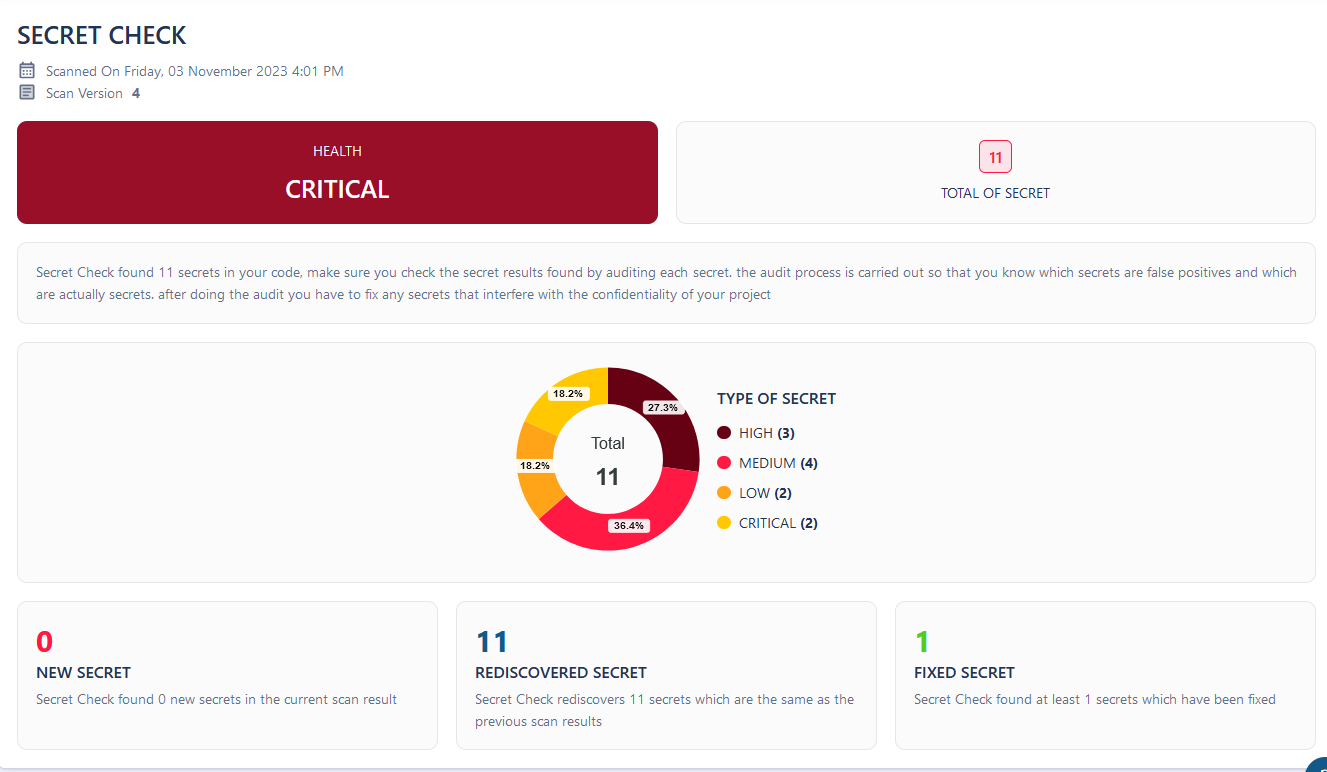 SECRET CHECK
Scanned On Friday, 03 November 2023 4:01 PM
Scan Version 4
HEALTH
CRITICAL
11
TOTAL OF SECRET
Secret Check found 11 secrets in your code, make sure you check the secret results found by auditing each secret. the audit process is carried out so that you know which secrets are false positives and which
are actually secrets. after doing the audit you have to fix any secrets that interfere with the confidentiality of your project
18.2%
27.3%
Total
11
18.2%
36.4%
TYPE OF SECRET
HIGH (3)
MEDIUM (4)
LOW (2)
CRITICAL (2)
0
NEW SECRET
Secret Check found 0 new secrets in the current scan result
11
REDISCOVERED SECRET
Secret Check rediscovers 11 secrets which are the same as the
previous scan results
1
FIXED SECRET
Secret Check found at least 1 secrets which have been fixed